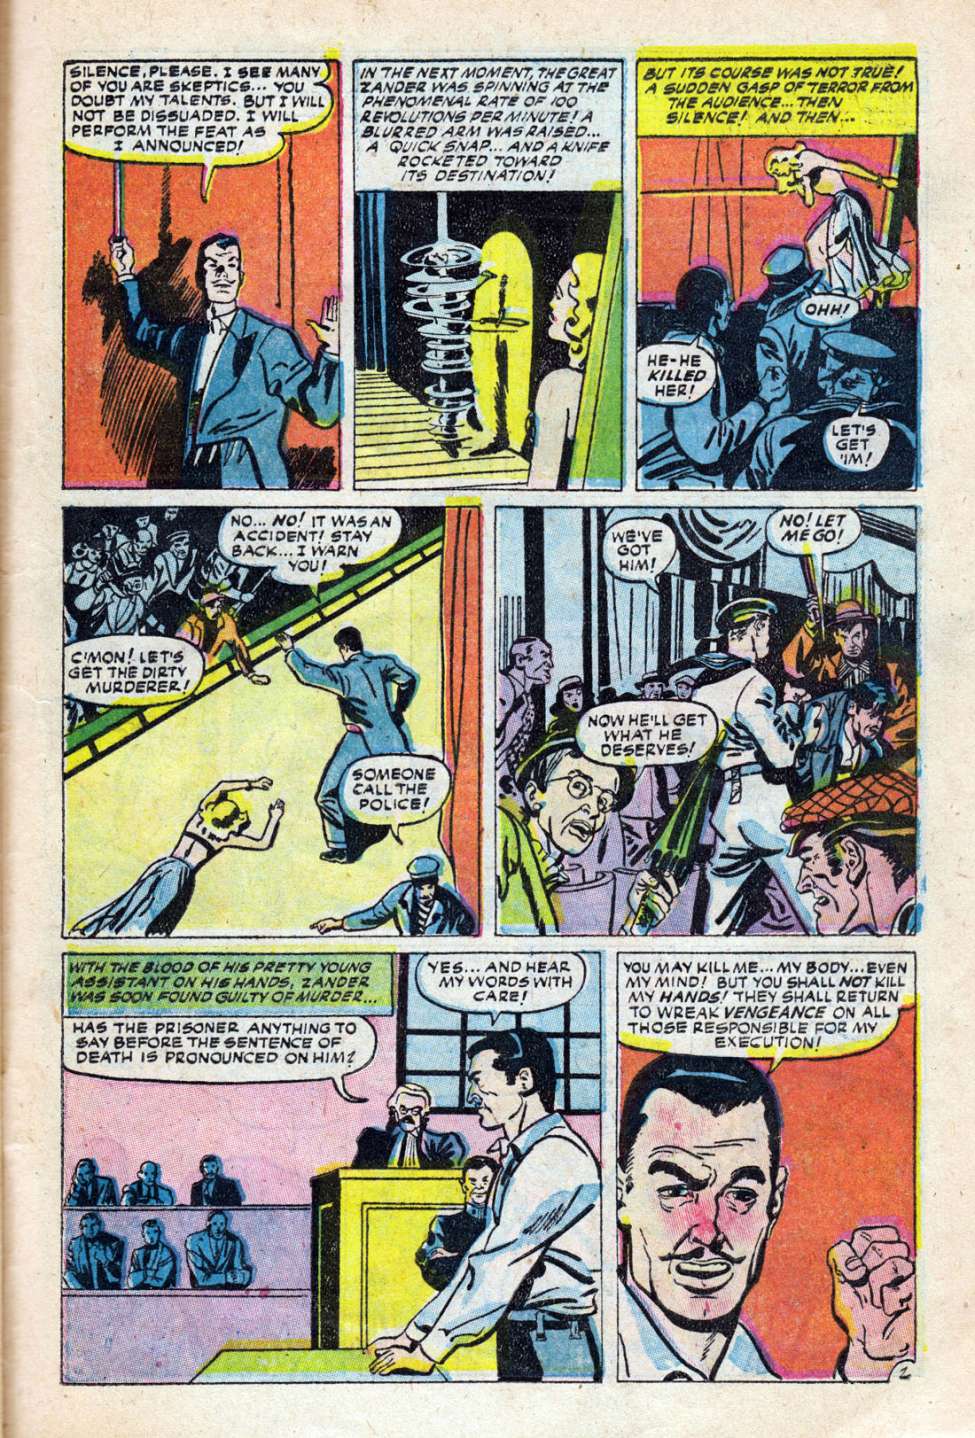 SILENCE, PLEASE. I SEE MANY
OF YOU ARE SKEPTICS... YOU
DOUBT MY TALENTS. BUT I WILL
NOT BE DISSUADED. I WILL
PERFORM THE FEAT AS
I ANNOUNCED!
IN THE NEXT MOMENT, THE GREAT
ZANDER WAS SPINNING AT THE
PHENOMENAL RATE OF 100
REVOLUTIONS PER MINUTE! A
BLURRED ARM WAS RAISED...
A QUICK SNAP... AND A KNIFE
ROCKETED TOWARD
ITS DESTINATION!
BUT ITS COURSE WAS NOT TRUE!
A SUDDEN GASP OF TERROR FROM
THE AUDIENCE... THEN
SILENCE! AND THEN...
OHH!
HE-HE
KILLED
HER!
LET'S
GET
'IM!
NO... NO! IT WAS AN
ACCIDENT! STAY
BACK... I WARN
YOU!
C'MON! LET'S
GET THE DIRTY
MURDERER!
SOMEONE
CALL THE
POLICE!
WE'VE
GOT
HIM!
NO! LET
ME GO!
NOW HE'LL GET
WHAT HE
DESERVES!
WITH THE BLOOD OF HIS PRETTY YOUNG
ASSISTANT ON HIS HANDS, ZANDER
WAS SOON FOUND GUILTY OF MURDER...
HAS THE PRISONER ANYTHING TO
SAY BEFORE THE SENTENCE OF
DEATH IS PRONOUNCED ON HIM?
YES... AND HEAR
MY WORDS WITH
CARE!
YOU MAY KILL ME... MY BODY... EVEN
MY MIND! BUT YOU SHALL NOT KILL
MY HANDS! THEY SHALL RETURN
TO WREAK VENGEANCE ON ALL
THOSE RESPONSIBLE FOR MY
EXECUTION!
2